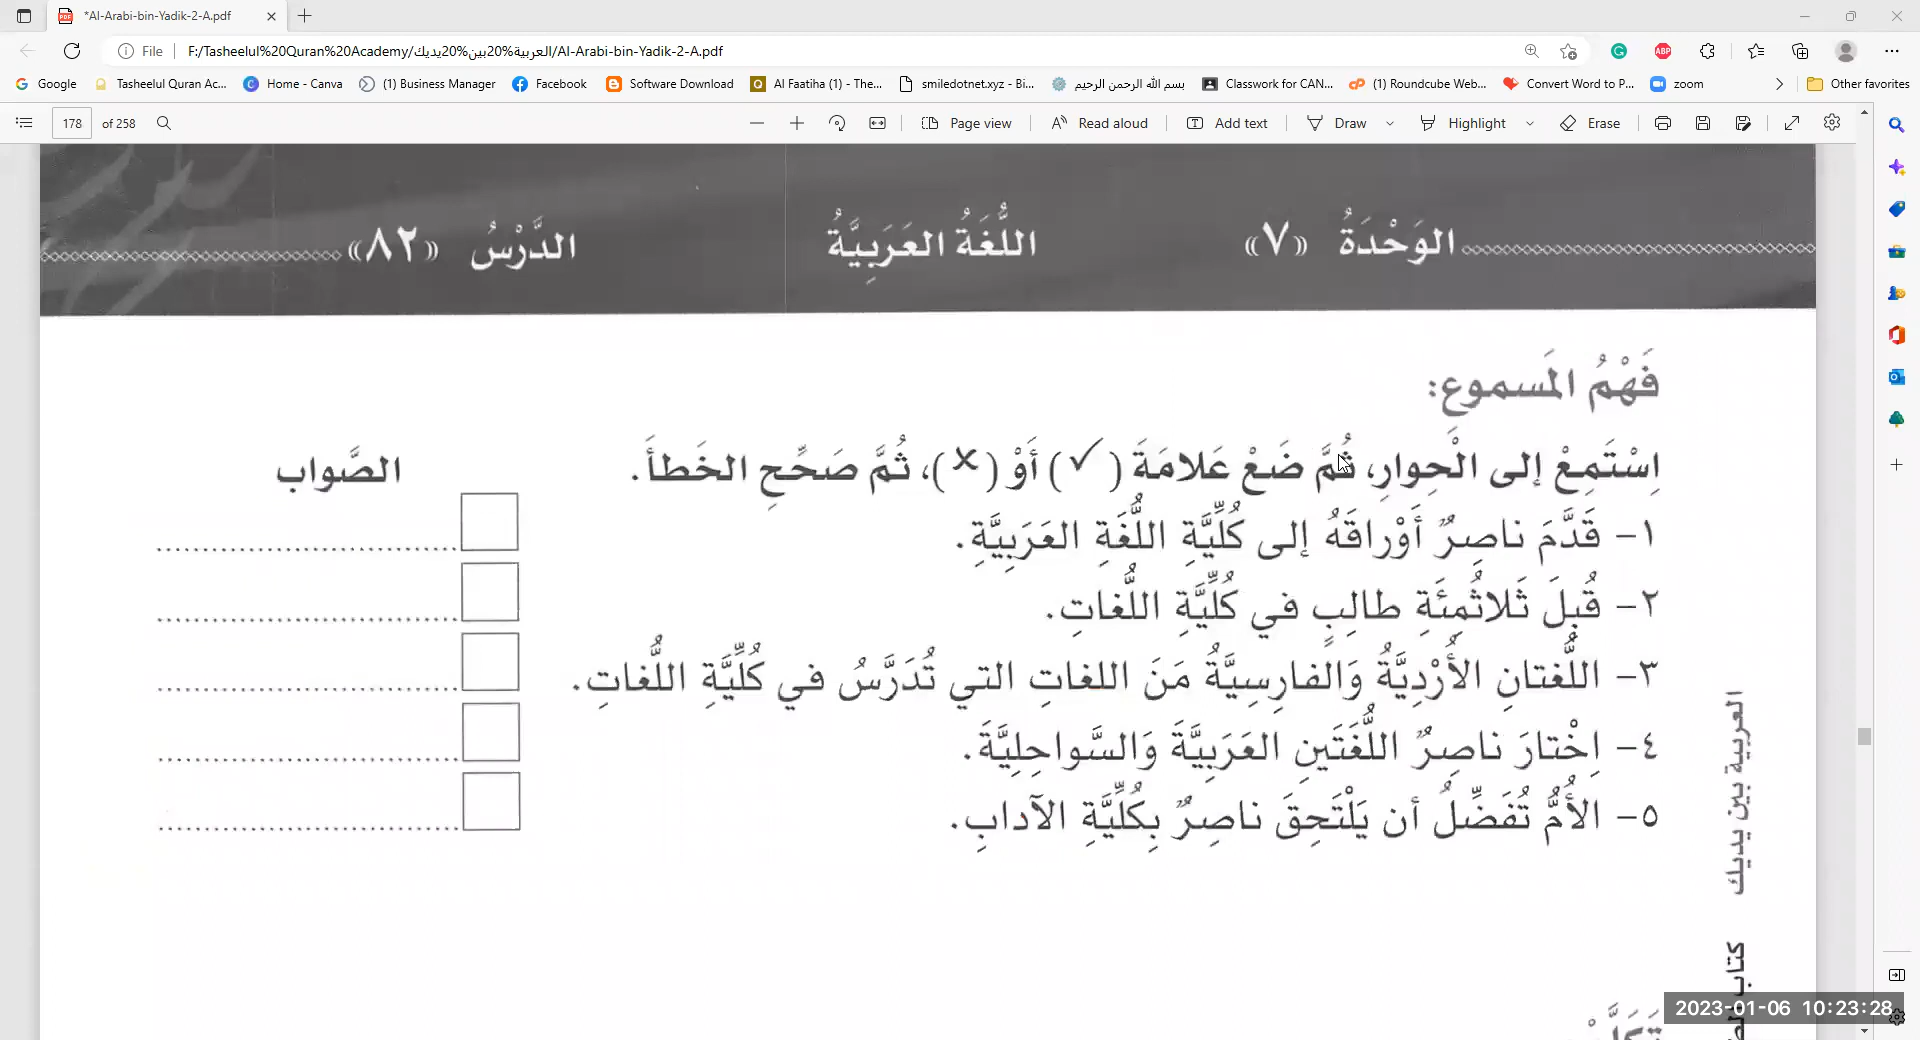 *Al-Arabi-bin-Yadik-2-A.pdf
File F:/Tasheelul%20Quran%20Academy/العربية%20بين%20يديك/Al-Arabi-bin-Yadik-2-A.pdf
Google Tasheelul Quran Ac... Home - Canva (1) Business Manager Facebook Software Download Al Faatiha (1) - The... smiledotnet.xyz - Bi... بسم الله الرحمن الرحيم Classwork for CAN... (1) Roundcube Web... Convert Word to P... zoom Other favorites
178 of 258 Page view Read aloud Add text Draw Highlight Erase
الوَحْدَةُ «٧» اللُّغَةُ العَرَبِيَّةُ الدَّرْسُ «٨٢»
فَهْمُ المَسموعِ:
اِسْتَمِعْ إلى الْحِوارِ، ثُمَّ ضَعْ عَلامَةَ (✓) أَوْ (×)، ثُمَّ صَحِّحِ الخَطأَ. الصَّواب
١- قَدَّمَ ناصِرٌ أَوْراقَهُ إلى كُلِّيَّةِ اللُّغَةِ العَرَبِيَّةِ. ..............................
٢- قُبِلَ ثَلاثُمِئَةِ طالِبٍ في كُلِّيَّةِ اللُّغاتِ. ..............................
٣- اللُّغتانِ الأُرْدِيَّةُ وَالفارِسِيَّةُ مَنَ اللغاتِ التي تُدَرَّسُ في كُلِّيَّةِ اللُّغاتِ. ..............................
٤- اِخْتارَ ناصِرٌ اللُّغَتَينِ العَرَبِيَّةَ وَالسَّواحِلِيَّةَ. ..............................
٥- الأُمُّ تُفَضِّلُ أن يَلْتَحِقَ ناصِرٌ بِكُلِّيَّةِ الآدابِ. ..............................
العربية بين يديك
كتاب
2023-01-06 10:23:28